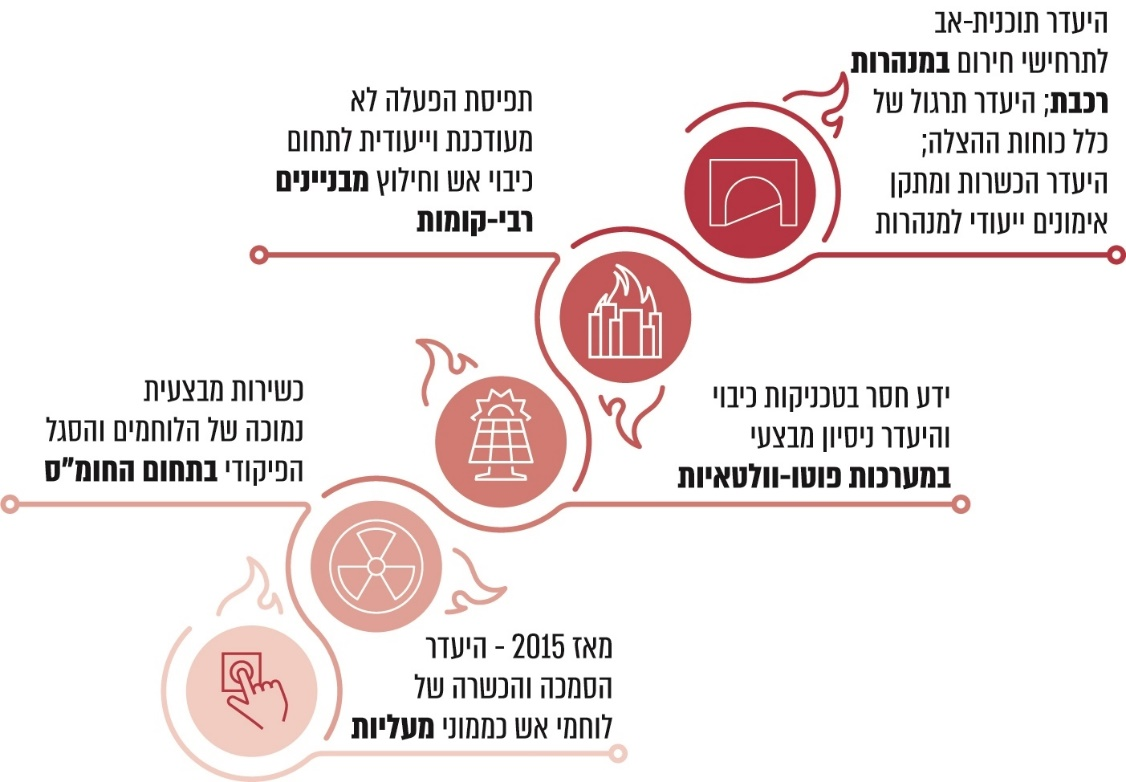 היעדר תוכנית-אב
לתרחישי חירום במנהרות
רכבת; היעדר תרגול של
כלל כוחות ההצלה;
היעדר הכשרות ומתקן
אימונים ייעודי למנהרות
תפיסת הפעלה לא
מעודכנת וייעודית לתחום
כיבוי אש וחילוץ מבניינים
רבי-קומות
ידע חסר בטכניקות כיבוי
והיעדר ניסיון מבצעי
במערכות פוטו-וולטאיות
כשירות מבצעית
נמוכה של הלוחמים והסגל
הפיקודי בתחום החומ"ס
מאז 2015 - היעדר
הסמכה והכשרה של
לוחמי אש כממוני מעליות